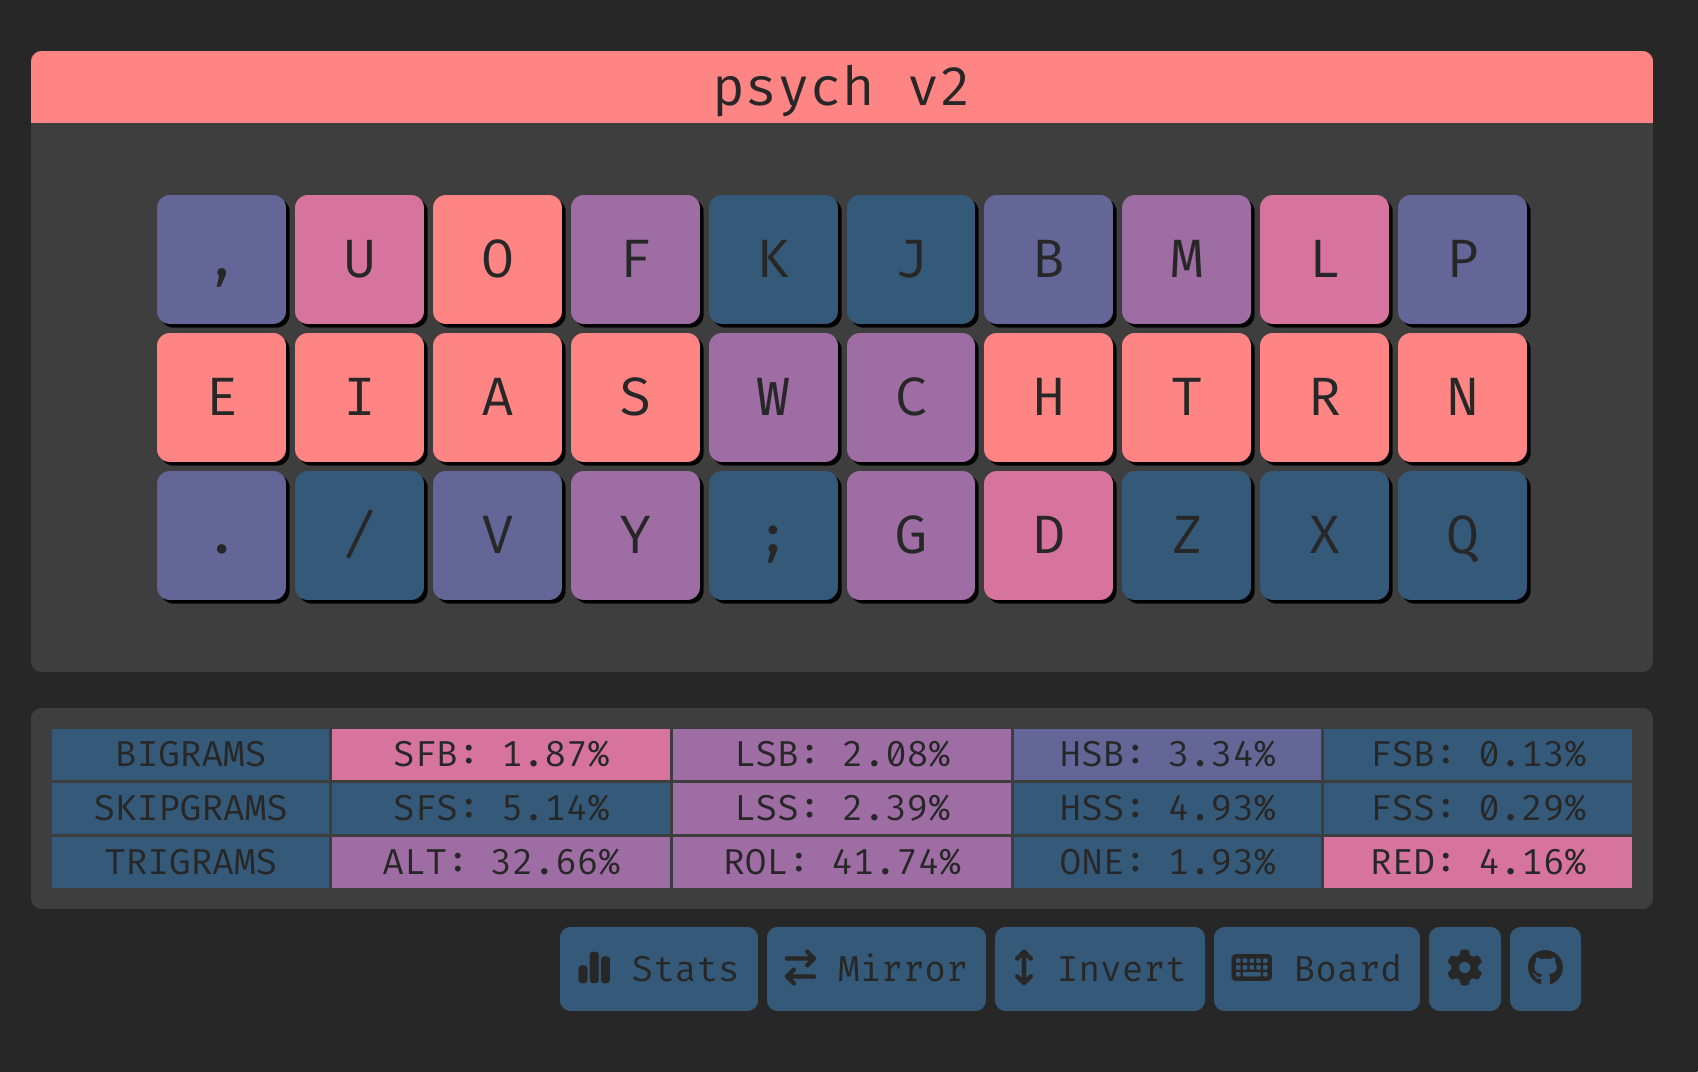 psych v2
, U O F K J B M L P
E I A S W C H T R N
. / V Y ; G D Z X Q
BIGRAMS SFB: 1.87% LSB: 2.08% HSB: 3.34% FSB: 0.13%
SKIPGRAMS SFS: 5.14% LSS: 2.39% HSS: 4.93% FSS: 0.29%
TRIGRAMS ALT: 32.66% ROL: 41.74% ONE: 1.93% RED: 4.16%
Stats Mirror Invert Board